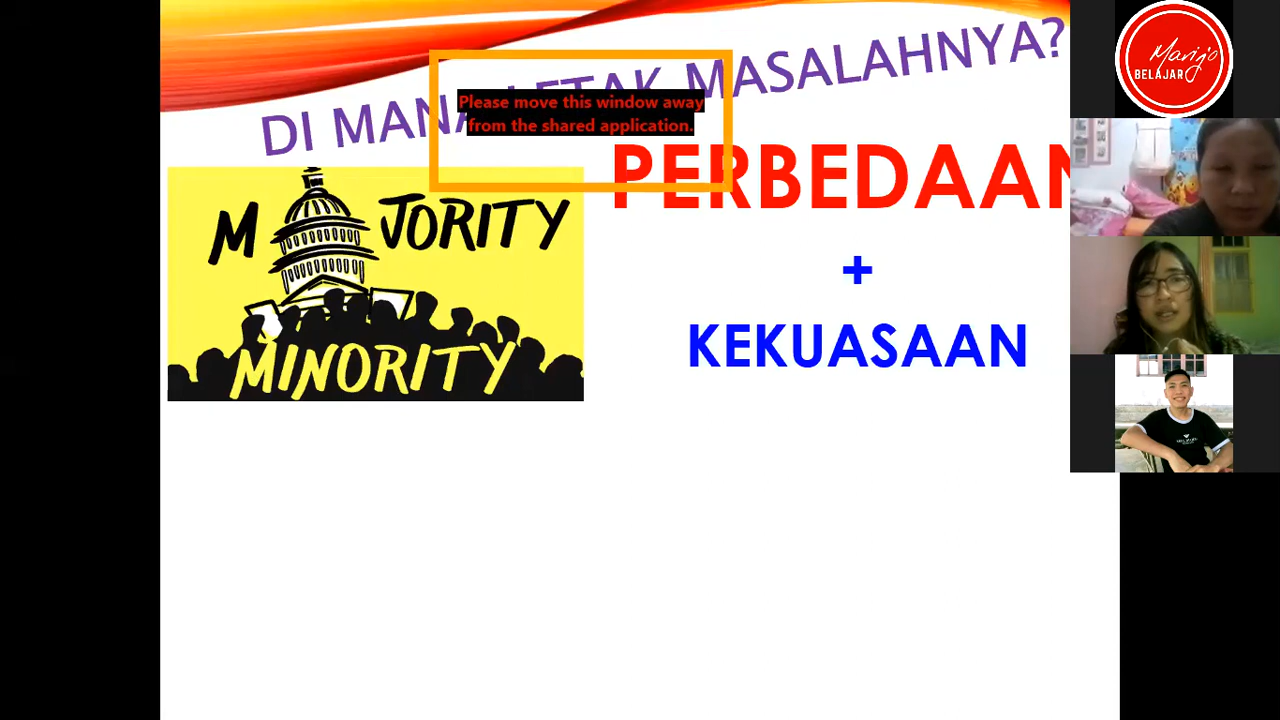 DI MANA LETAK MASALAHNYA?
Please move this window away
from the shared application.
PERBEDAAN
+
KEKUASAAN
M JORITY
MINORITY
Marijo
BELAJAR